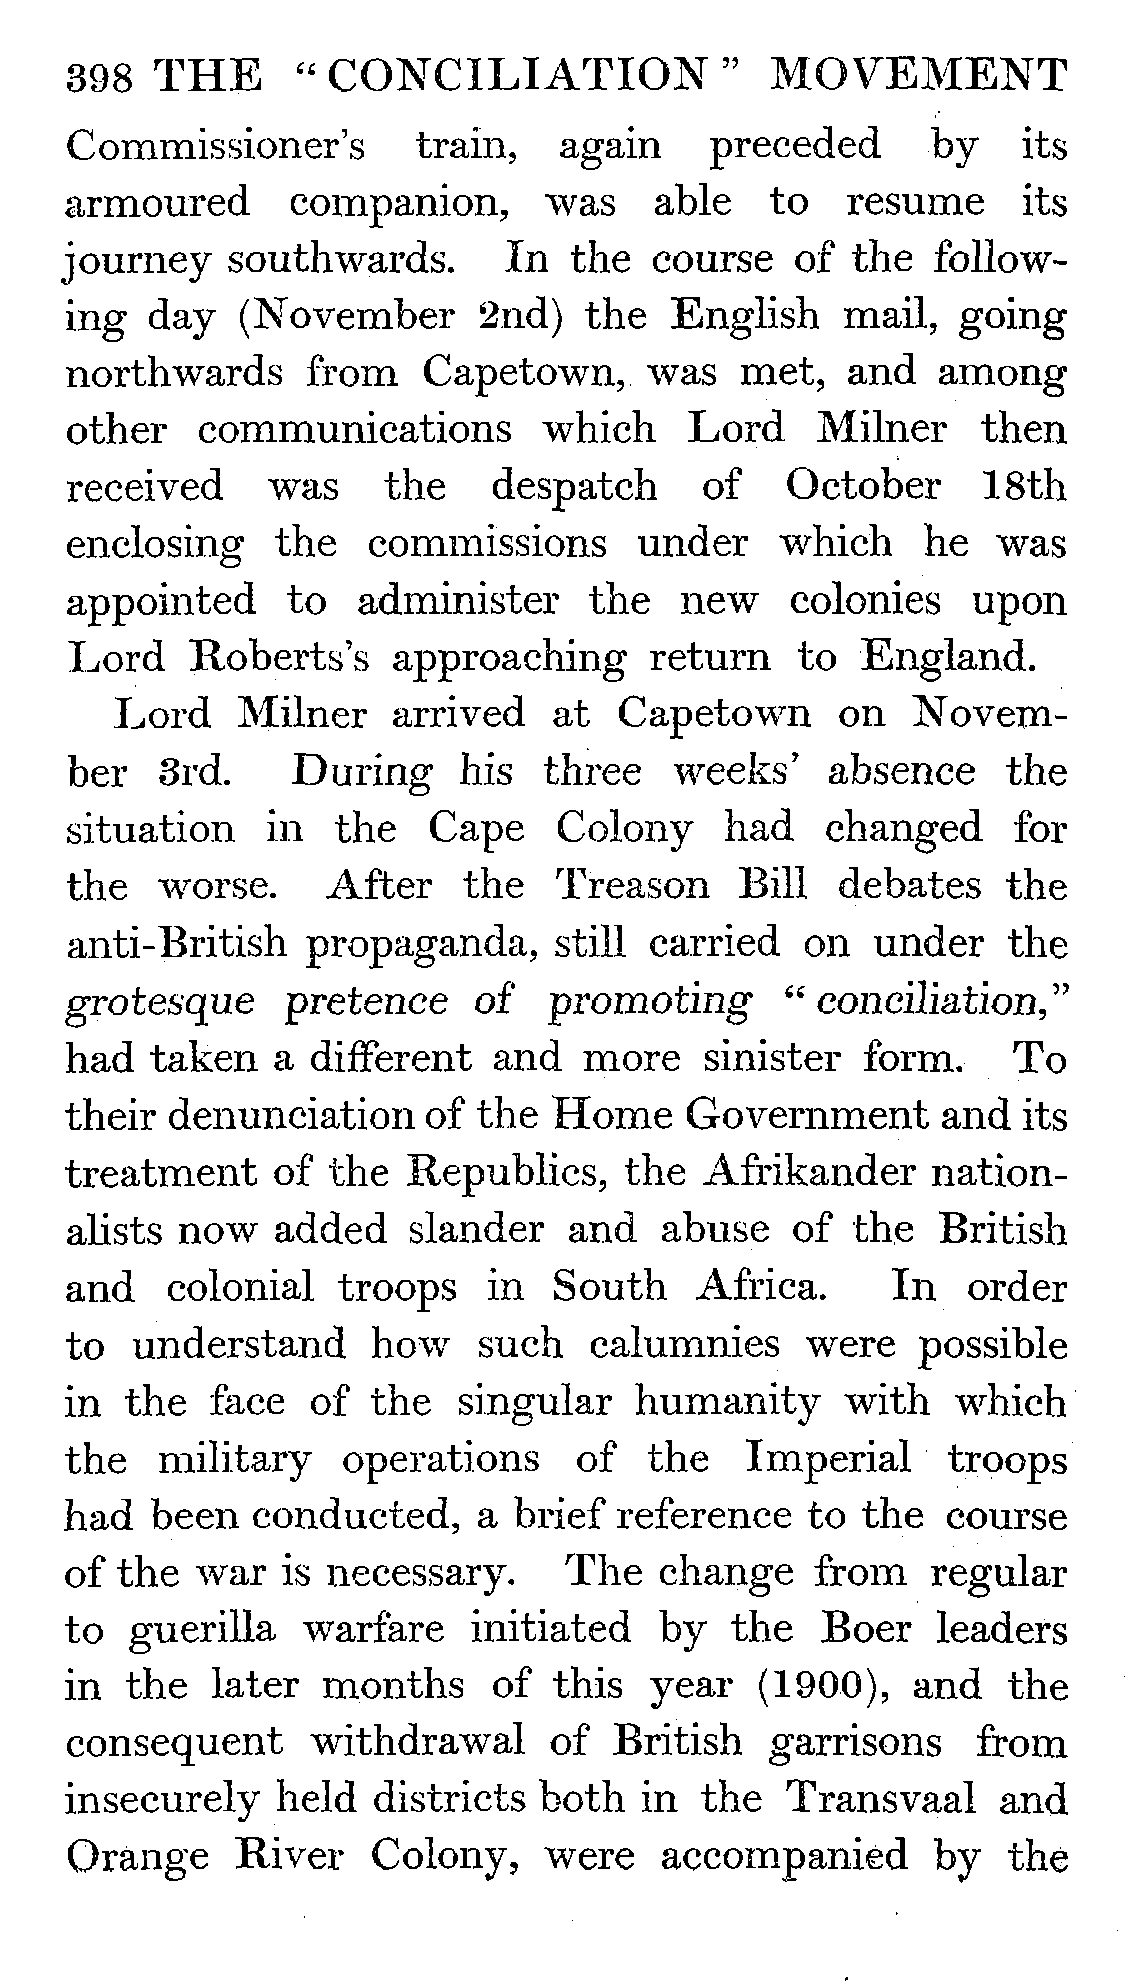 398 THE “ CONCILIATION ” MOVEMENT
Commissioner's train, again preceded by its
armoured companion, was able to resume its
journey southwards. In the course of the follow-
ing day (November 2nd) the English mail, going
northwards from Capetown, was met, and among
other communications which Lord Milner then
received was the despatch of October 18th
enclosing the commissions under which he was
appointed to administer the new colonies upon
Lord Roberts's approaching return to England.
Lord Milner arrived at Capetown on Novem-
ber 3rd. During his three weeks' absence the
situation in the Cape Colony had changed for
the worse. After the Treason Bill debates the
anti-British propaganda, still carried on under the
grotesque pretence of promoting “ conciliation,”
had taken a different and more sinister form. To
their denunciation of the Home Government and its
treatment of the Republics, the Afrikander nation-
alists now added slander and abuse of the British
and colonial troops in South Africa. In order
to understand how such calumnies were possible
in the face of the singular humanity with which
the military operations of the Imperial troops
had been conducted, a brief reference to the course
of the war is necessary. The change from regular
to guerilla warfare initiated by the Boer leaders
in the later months of this year (1900), and the
consequent withdrawal of British garrisons from
insecurely held districts both in the Transvaal and
Orange River Colony, were accompanied by the